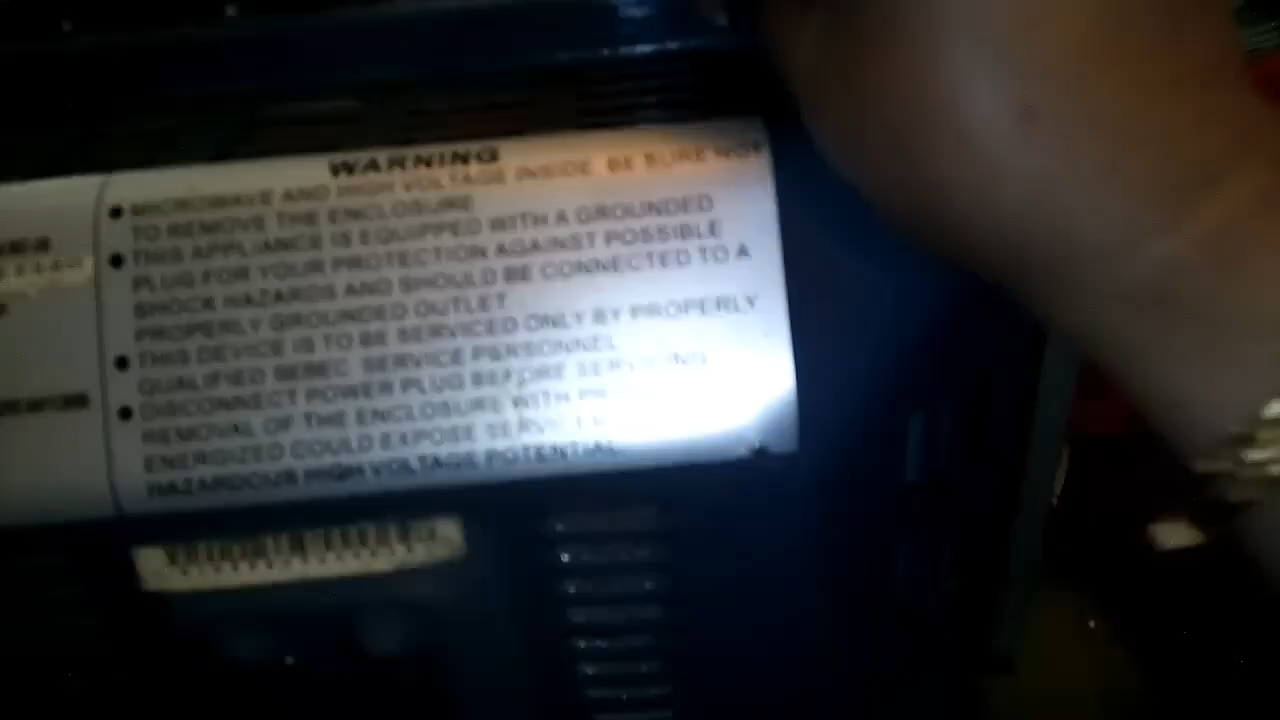 WARNING
• MICROWAVE AND HIGH VOLTAGE INSIDE. BE SURE NOT
TO REMOVE THE ENCLOSURE
• THIS APPLIANCE IS EQUIPPED WITH A GROUNDED
PLUG FOR YOUR PROTECTION AGAINST POSSIBLE
SHOCK HAZARDS AND SHOULD BE CONNECTED TO A
PROPERLY GROUNDED OUTLET
• THIS DEVICE IS TO BE SERVICED ONLY BY PROPERLY
QUALIFIED SERVICE PERSONNEL
• DISCONNECT POWER PLUG BEFORE SERVICING
REMOVAL OF THE ENCLOSURE WITH
ENERGIZED COULD EXPOSE
HAZARDOUS HIGH VOLTAGE POTENTIAL